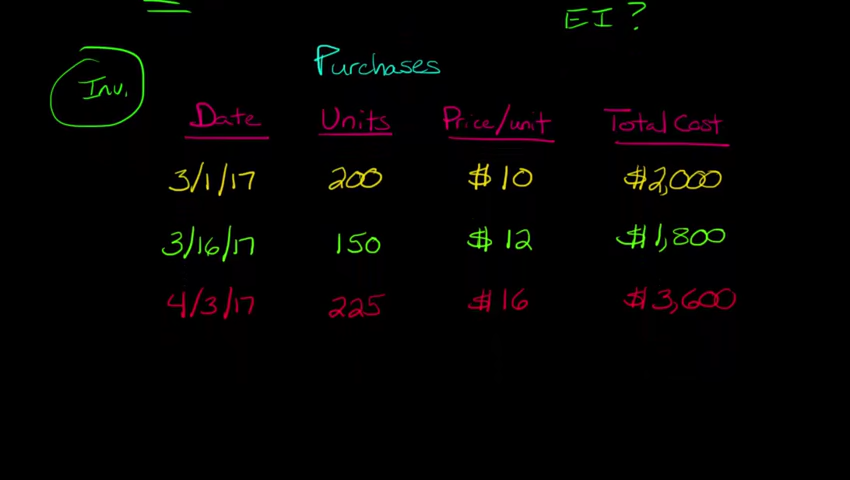 EI?
Purchases
Inv.
Date Units Price/unit Total Cost
3/1/17 200 $10 $2,000
3/16/17 150 $12 $1,800
4/3/17 225 $16 $3,600